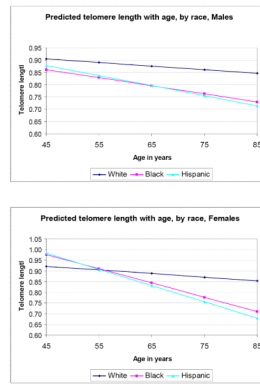 Predicted telomere length with age, by race, Males
Telomere lengtl
0.95
0.90
0.85
0.80
0.75
0.70
0.65
0.60
45 55 65 75 85
Age in years
White Black Hispanic
Predicted telomere length with age, by race, Females
Telomere lengtl
1.05
1.00
0.95
0.90
0.85
0.80
0.75
0.70
0.65
0.60
45 55 65 75 85
Age in years
White Black Hispanic